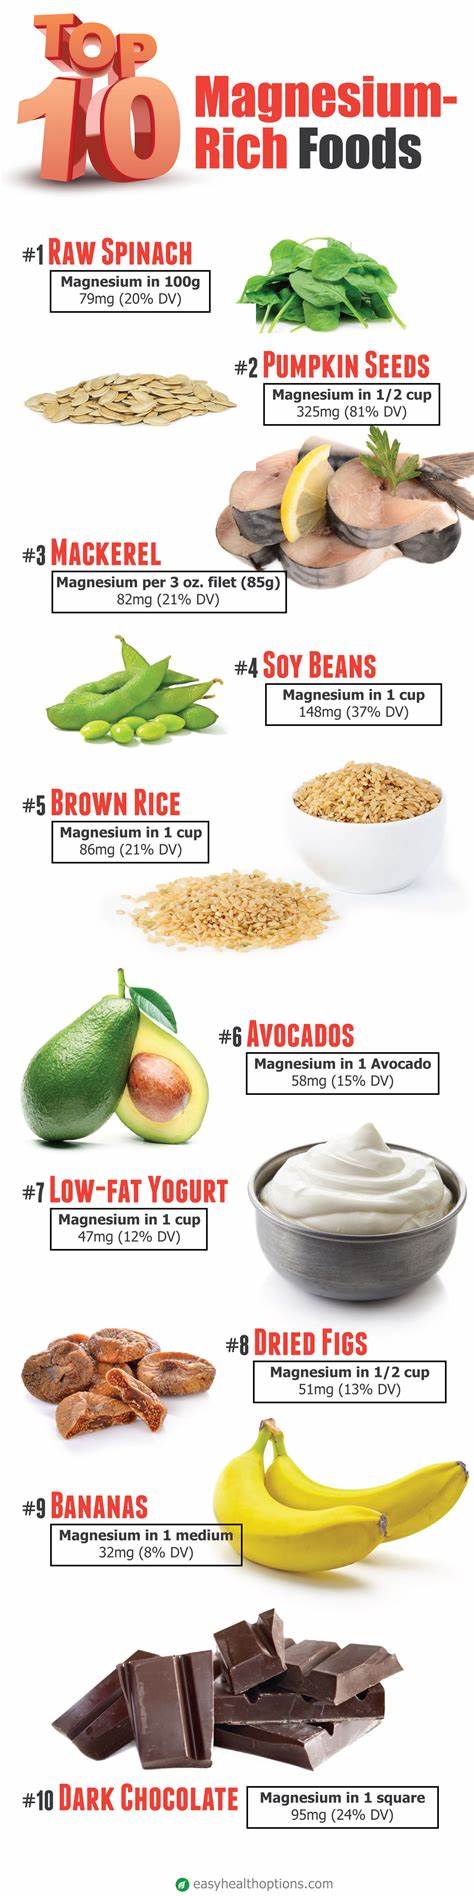 TOP
10
Magnesium-
Rich Foods
#1 RAW SPINACH
Magnesium in 100g
79mg (20% DV)
#2 PUMPKIN SEEDS
Magnesium in 1/2 cup
325mg (81% DV)
#3 MACKEREL
Magnesium per 3 oz. filet (85g)
82mg (21% DV)
#4 SOY BEANS
Magnesium in 1 cup
148mg (37% DV)
#5 BROWN RICE
Magnesium in 1 cup
86mg (21% DV)
#6 AVOCADOS
Magnesium in 1 Avocado
58mg (15% DV)
#7 LOW-FAT YOGURT
Magnesium in 1 cup
47mg (12% DV)
#8 DRIED FIGS
Magnesium in 1/2 cup
51mg (13% DV)
#9 BANANAS
Magnesium in 1 medium
32mg (8% DV)
#10 DARK CHOCOLATE
Magnesium in 1 square
95mg (24% DV)
easyhealthoptions.com